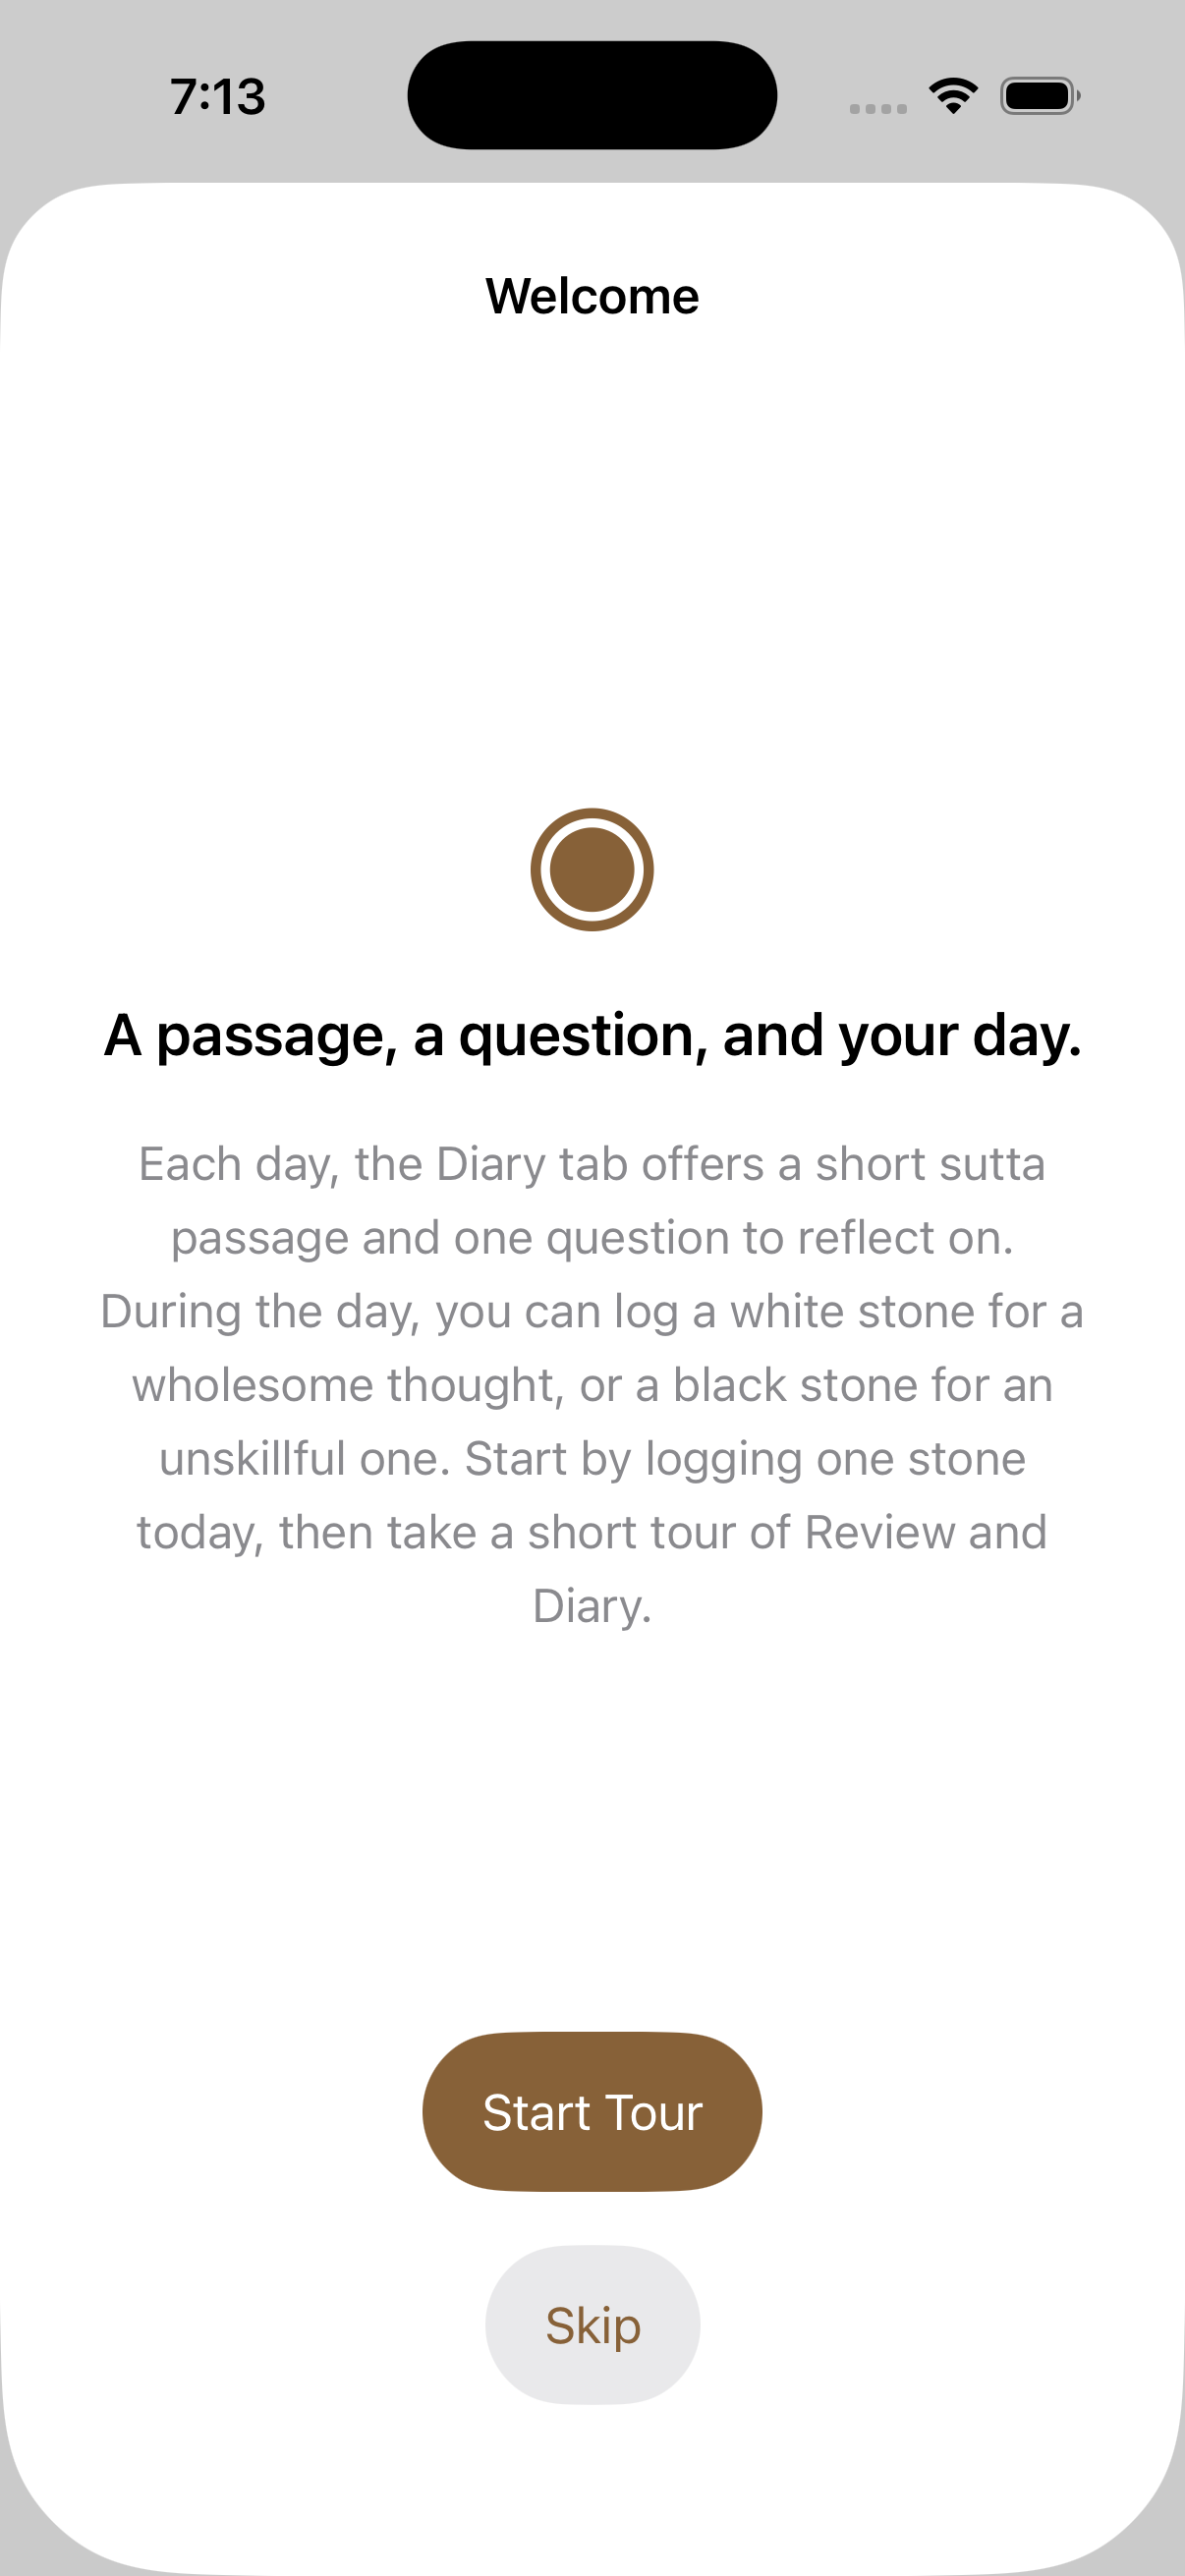 7:13
Welcome
A passage, a question, and your day.
Each day, the Diary tab offers a short sutta
passage and one question to reflect on.
During the day, you can log a white stone for a
wholesome thought, or a black stone for an
unskillful one. Start by logging one stone
today, then take a short tour of Review and
Diary.
Start Tour
Skip